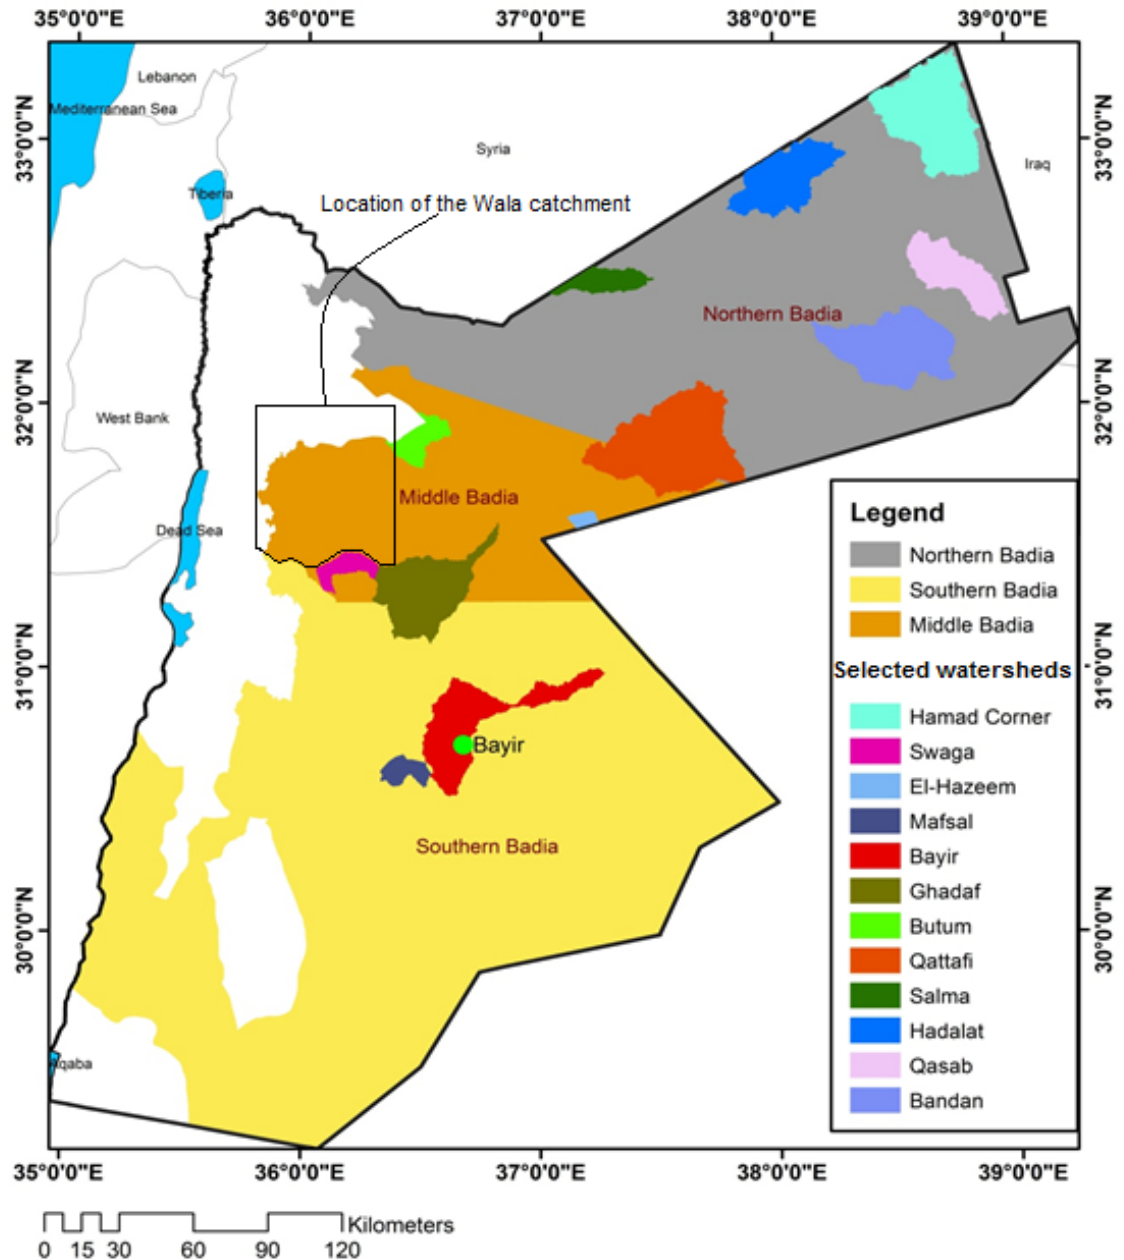 35°0'0"E 36°0'0"E 37°0'0"E 38°0'0"E 39°0'0"E
Lebanon
Mediterranean Sea
33°0'0"N
33°0'0"N
Syria
Iraq
Tiberia
Location of the Wala catchment
Northern Badia
32°0'0"N
32°0'0"N
West Bank
Middle Badia
Dead Sea
Legend
Northern Badia
Southern Badia
Middle Badia
Selected watersheds
Hamad Corner
Swaga
El-Hazeem
Mafsal
Bayir
Ghadaf
Butum
Qattafi
Salma
Hadalat
Qasab
Bandan
31°0'0"N
31°0'0"N
Bayir
Southern Badia
30°0'0"N
30°0'0"N
Aqaba
35°0'0"E 36°0'0"E 37°0'0"E 38°0'0"E 39°0'0"E
Kilometers
0 15 30 60 90 120